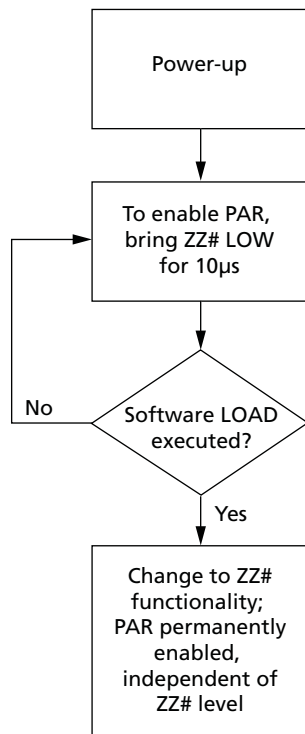 Power-up
To enable PAR,
bring ZZ# LOW
for 10µs
No
Software LOAD
executed?
Yes
Change to ZZ#
functionality;
PAR permanently
enabled,
independent of
ZZ# level